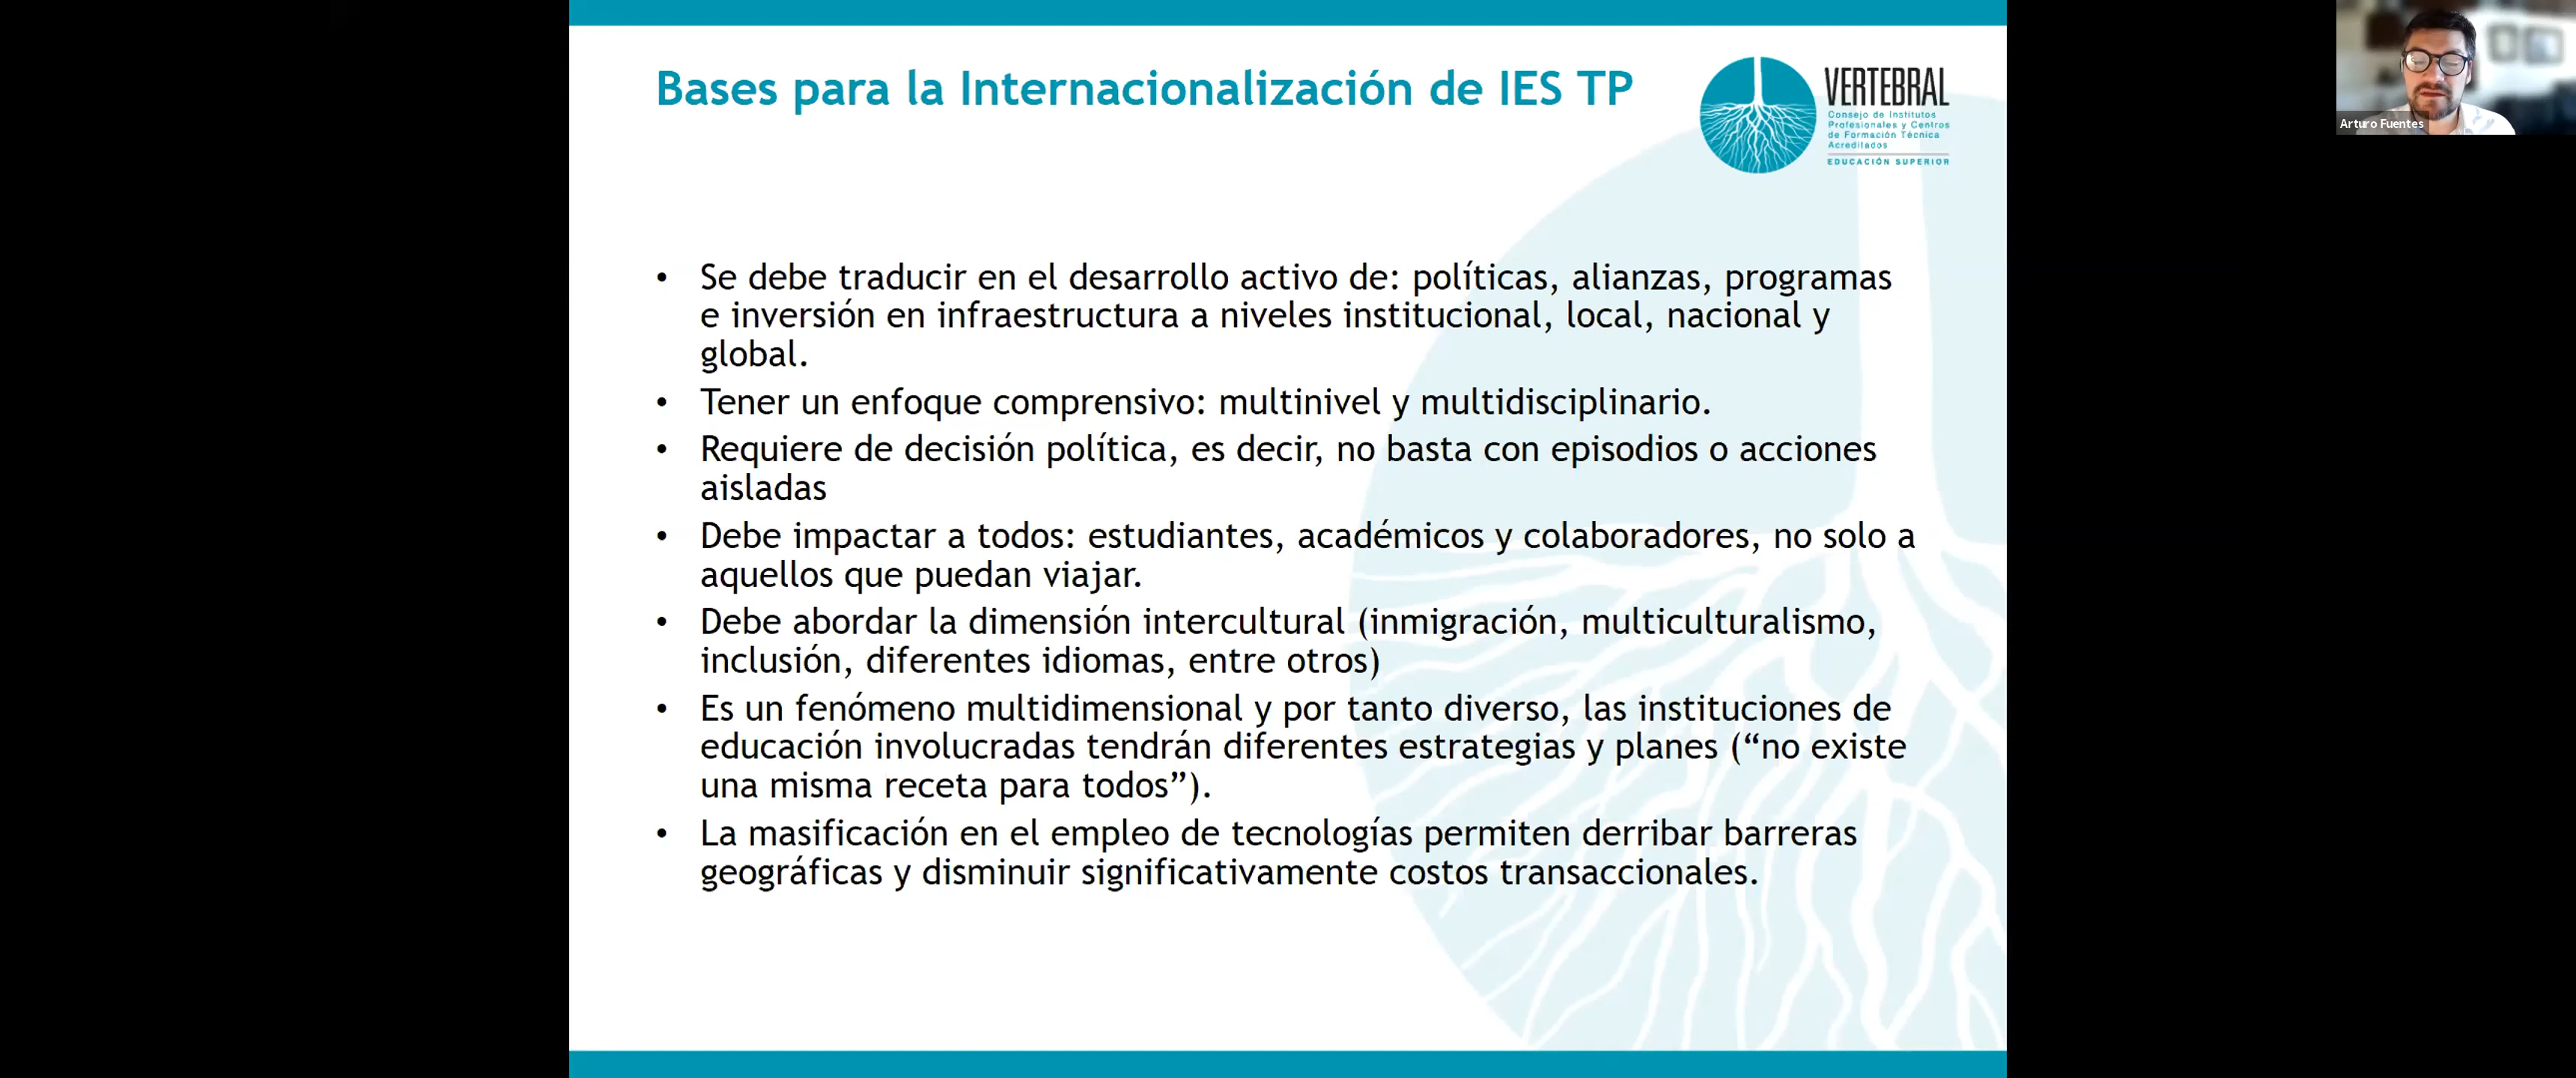 Bases para la Internacionalización de IES TP
VERTEBRAL
Consejo de Institutos
Profesionales y Centros
de Formación Técnica
Acreditados
EDUCACIÓN SUPERIOR
Arturo Fuentes
• Se debe traducir en el desarrollo activo de: políticas, alianzas, programas
e inversión en infraestructura a niveles institucional, local, nacional y
global.
• Tener un enfoque comprensivo: multinivel y multidisciplinario.
• Requiere de decisión política, es decir, no basta con episodios o acciones
aisladas
• Debe impactar a todos: estudiantes, académicos y colaboradores, no solo a
aquellos que puedan viajar.
• Debe abordar la dimensión intercultural (inmigración, multiculturalismo,
inclusión, diferentes idiomas, entre otros)
• Es un fenómeno multidimensional y por tanto diverso, las instituciones de
educación involucradas tendrán diferentes estrategias y planes (“no existe
una misma receta para todos”).
• La masificación en el empleo de tecnologías permiten derribar barreras
geográficas y disminuir significativamente costos transaccionales.